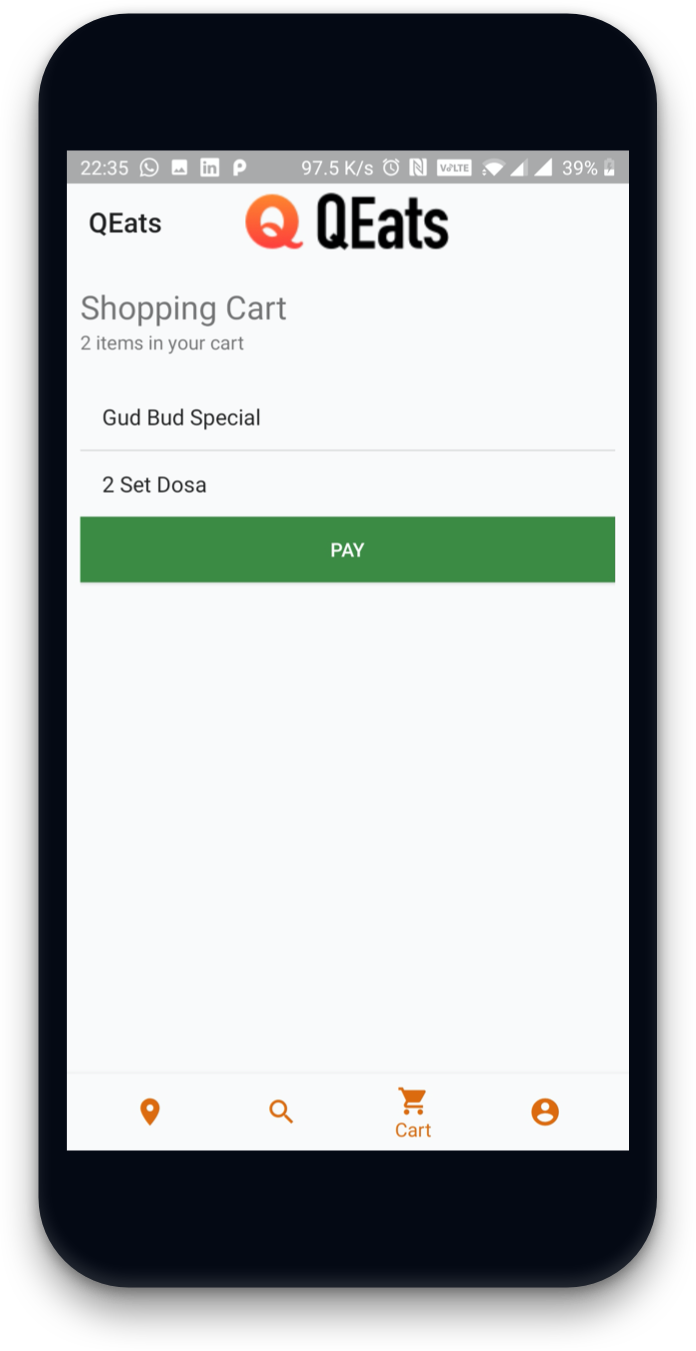 22:35 97.5 K/s VoLTE 39%
QEats QEats
Shopping Cart
2 items in your cart
Gud Bud Special
2 Set Dosa
PAY
Cart